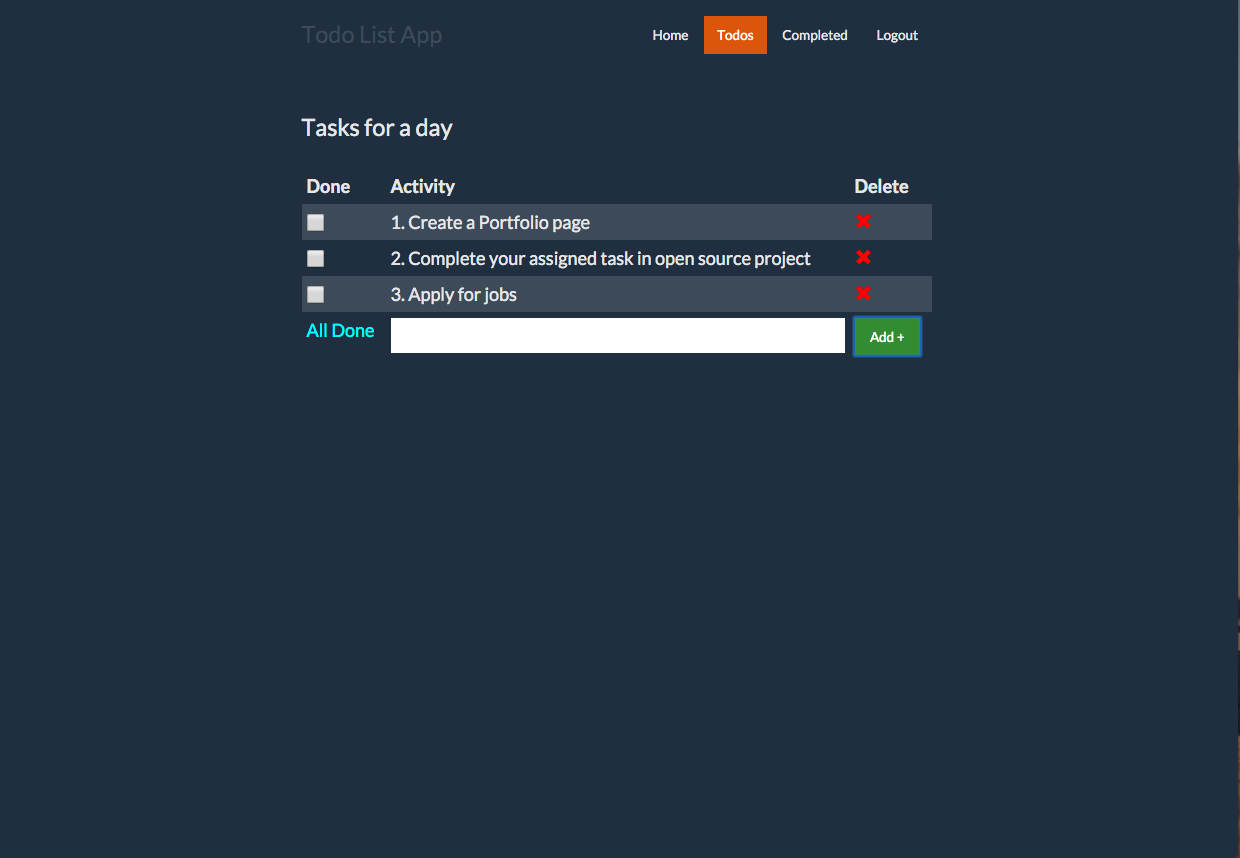 Todo List App
Home Todos Completed Logout
Tasks for a day
Done Activity Delete
1. Create a Portfolio page
2. Complete your assigned task in open source project
3. Apply for jobs
All Done Add +